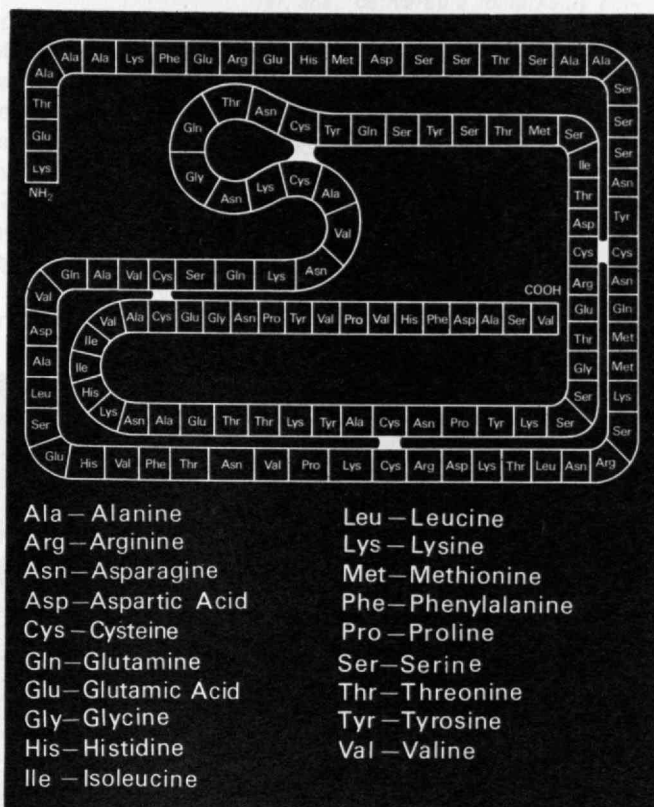 Ala Ala Lys Phe Glu Arg Glu His Met Asp Ser Ser Thr Ser Ala Ala
Ala Ser
Thr Gln Thr Asn Cys Tyr Gln Ser Tyr Ser Thr Met Ser Ser
Glu Ser
Lys Gly Asn Lys Cys Ala Ile Asn
NH₂ Thr
Val Asp Tyr
Gln Ala Val Cys Ser Gln Lys Asn Cys Cys
Val COOH Arg Asn
Val Ala Cys Glu Gly Asn Pro Tyr Val Pro Val His Phe Asp Ala Ser Val Glu Gln
Asp Ile Thr Met
Ala Ile Gly Met
Leu His Ser Lys
Ser Lys Asn Ala Glu Thr Thr Lys Tyr Ala Cys Asn Pro Tyr Lys Ser Ser
Glu His Val Phe Thr Asn Val Pro Lys Cys Arg Asp Lys Thr Leu Asn Arg
Ala – Alanine
Arg – Arginine
Asn – Asparagine
Asp – Aspartic Acid
Cys – Cysteine
Gln – Glutamine
Glu – Glutamic Acid
Gly – Glycine
His – Histidine
Ile – Isoleucine
Leu – Leucine
Lys – Lysine
Met – Methionine
Phe – Phenylalanine
Pro – Proline
Ser – Serine
Thr – Threonine
Tyr – Tyrosine
Val – Valine